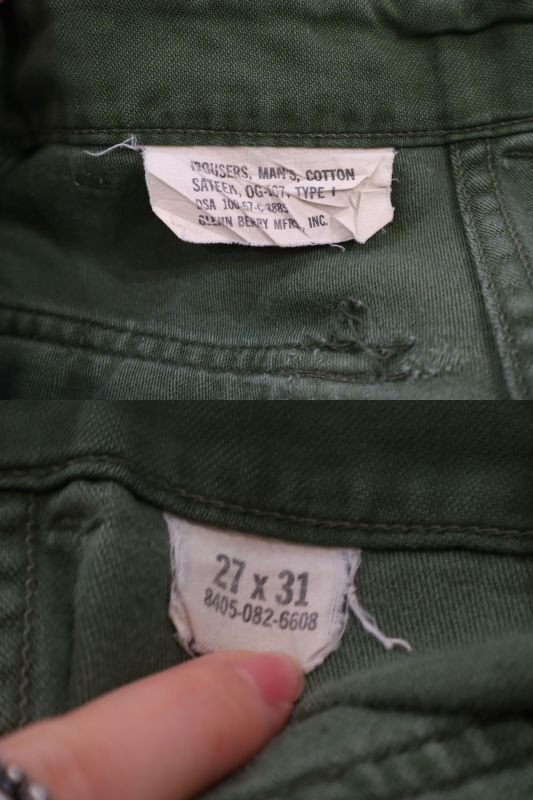 TROUSERS, MAN'S, COTTON
SATEEN, OG-107, TYPE I
DSA 100-67-C-3885
GLENN BERRY MFRS., INC.
27 x 31
8405-082-6608